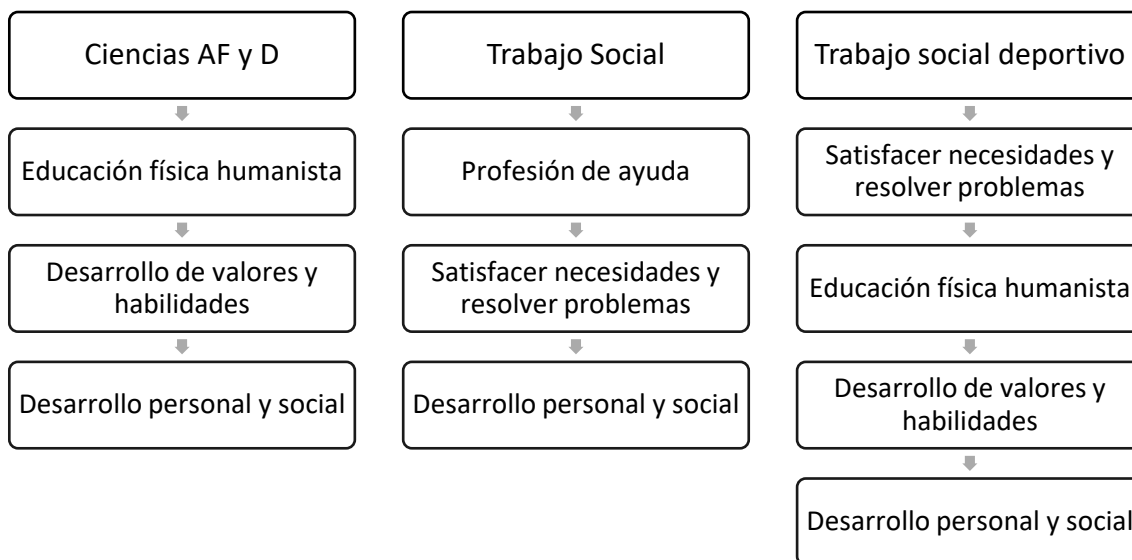 Ciencias AF y D
Educación física humanista
Desarrollo de valores y
habilidades
Desarrollo personal y social
Trabajo Social
Profesión de ayuda
Satisfacer necesidades y
resolver problemas
Desarrollo personal y social
Trabajo social deportivo
Satisfacer necesidades y
resolver problemas
Educación física humanista
Desarrollo de valores y
habilidades
Desarrollo personal y social